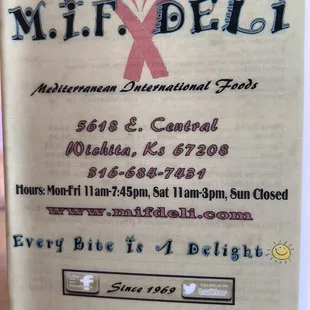 M.I.F. DELI
Mediterranean International Foods
5618 E. Central
Wichita, Ks 67208
316-684-7431
Hours: Mon-Fri 11am-7:45pm, Sat 11am-3pm, Sun Closed
www.mifdeli.com
Every Bite Is A Delight
Since 1969